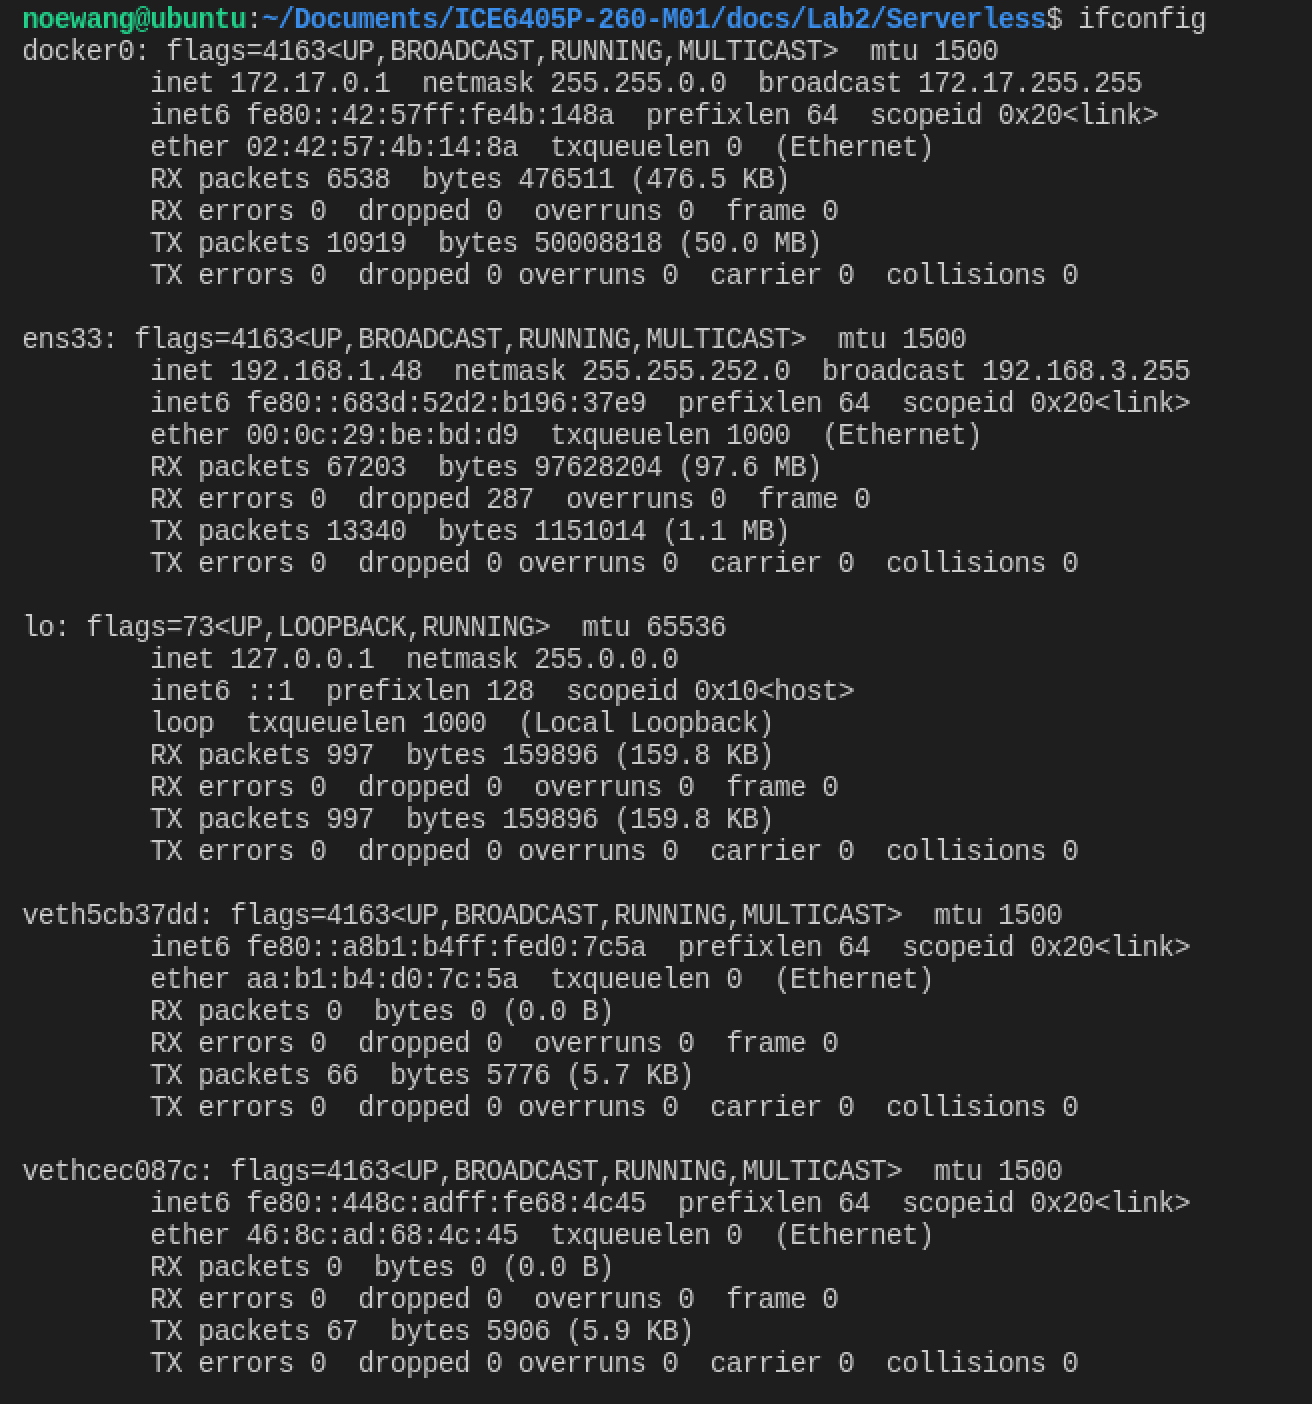 noewang@ubuntu:~/Documents/ICE6405P-260-M01/docs/Lab2/Serverless$ ifconfig
docker0: flags=4163<UP,BROADCAST,RUNNING,MULTICAST>  mtu 1500
        inet 172.17.0.1  netmask 255.255.0.0  broadcast 172.17.255.255
        inet6 fe80::42:57ff:fe4b:148a  prefixlen 64  scopeid 0x20<link>
        ether 02:42:57:4b:14:8a  txqueuelen 0  (Ethernet)
        RX packets 6538  bytes 476511 (476.5 KB)
        RX errors 0  dropped 0  overruns 0  frame 0
        TX packets 10919  bytes 50008818 (50.0 MB)
        TX errors 0  dropped 0 overruns 0  carrier 0  collisions 0

ens33: flags=4163<UP,BROADCAST,RUNNING,MULTICAST>  mtu 1500
        inet 192.168.1.48  netmask 255.255.252.0  broadcast 192.168.3.255
        inet6 fe80::683d:52d2:b196:37e9  prefixlen 64  scopeid 0x20<link>
        ether 00:0c:29:be:bd:d9  txqueuelen 1000  (Ethernet)
        RX packets 67203  bytes 97628204 (97.6 MB)
        RX errors 0  dropped 287  overruns 0  frame 0
        TX packets 13340  bytes 1151014 (1.1 MB)
        TX errors 0  dropped 0 overruns 0  carrier 0  collisions 0

lo: flags=73<UP,LOOPBACK,RUNNING>  mtu 65536
        inet 127.0.0.1  netmask 255.0.0.0
        inet6 ::1  prefixlen 128  scopeid 0x10<host>
        loop  txqueuelen 1000  (Local Loopback)
        RX packets 997  bytes 159896 (159.8 KB)
        RX errors 0  dropped 0  overruns 0  frame 0
        TX packets 997  bytes 159896 (159.8 KB)
        TX errors 0  dropped 0 overruns 0  carrier 0  collisions 0

veth5cb37dd: flags=4163<UP,BROADCAST,RUNNING,MULTICAST>  mtu 1500
        inet6 fe80::a8b1:b4ff:fed0:7c5a  prefixlen 64  scopeid 0x20<link>
        ether aa:b1:b4:d0:7c:5a  txqueuelen 0  (Ethernet)
        RX packets 0  bytes 0 (0.0 B)
        RX errors 0  dropped 0  overruns 0  frame 0
        TX packets 66  bytes 5776 (5.7 KB)
        TX errors 0  dropped 0 overruns 0  carrier 0  collisions 0

vethcec087c: flags=4163<UP,BROADCAST,RUNNING,MULTICAST>  mtu 1500
        inet6 fe80::448c:adff:fe68:4c45  prefixlen 64  scopeid 0x20<link>
        ether 46:8c:ad:68:4c:45  txqueuelen 0  (Ethernet)
        RX packets 0  bytes 0 (0.0 B)
        RX errors 0  dropped 0  overruns 0  frame 0
        TX packets 67  bytes 5906 (5.9 KB)
        TX errors 0  dropped 0 overruns 0  carrier 0  collisions 0